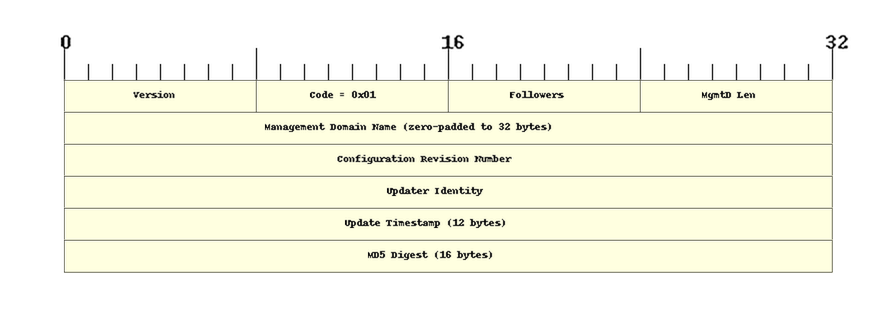 0 16 32
Version Code = 0x01 Followers MgmtD Len
Management Domain Name (zero-padded to 32 bytes)
Configuration Revision Number
Updater Identity
Update Timestamp (12 bytes)
MD5 Digest (16 bytes)